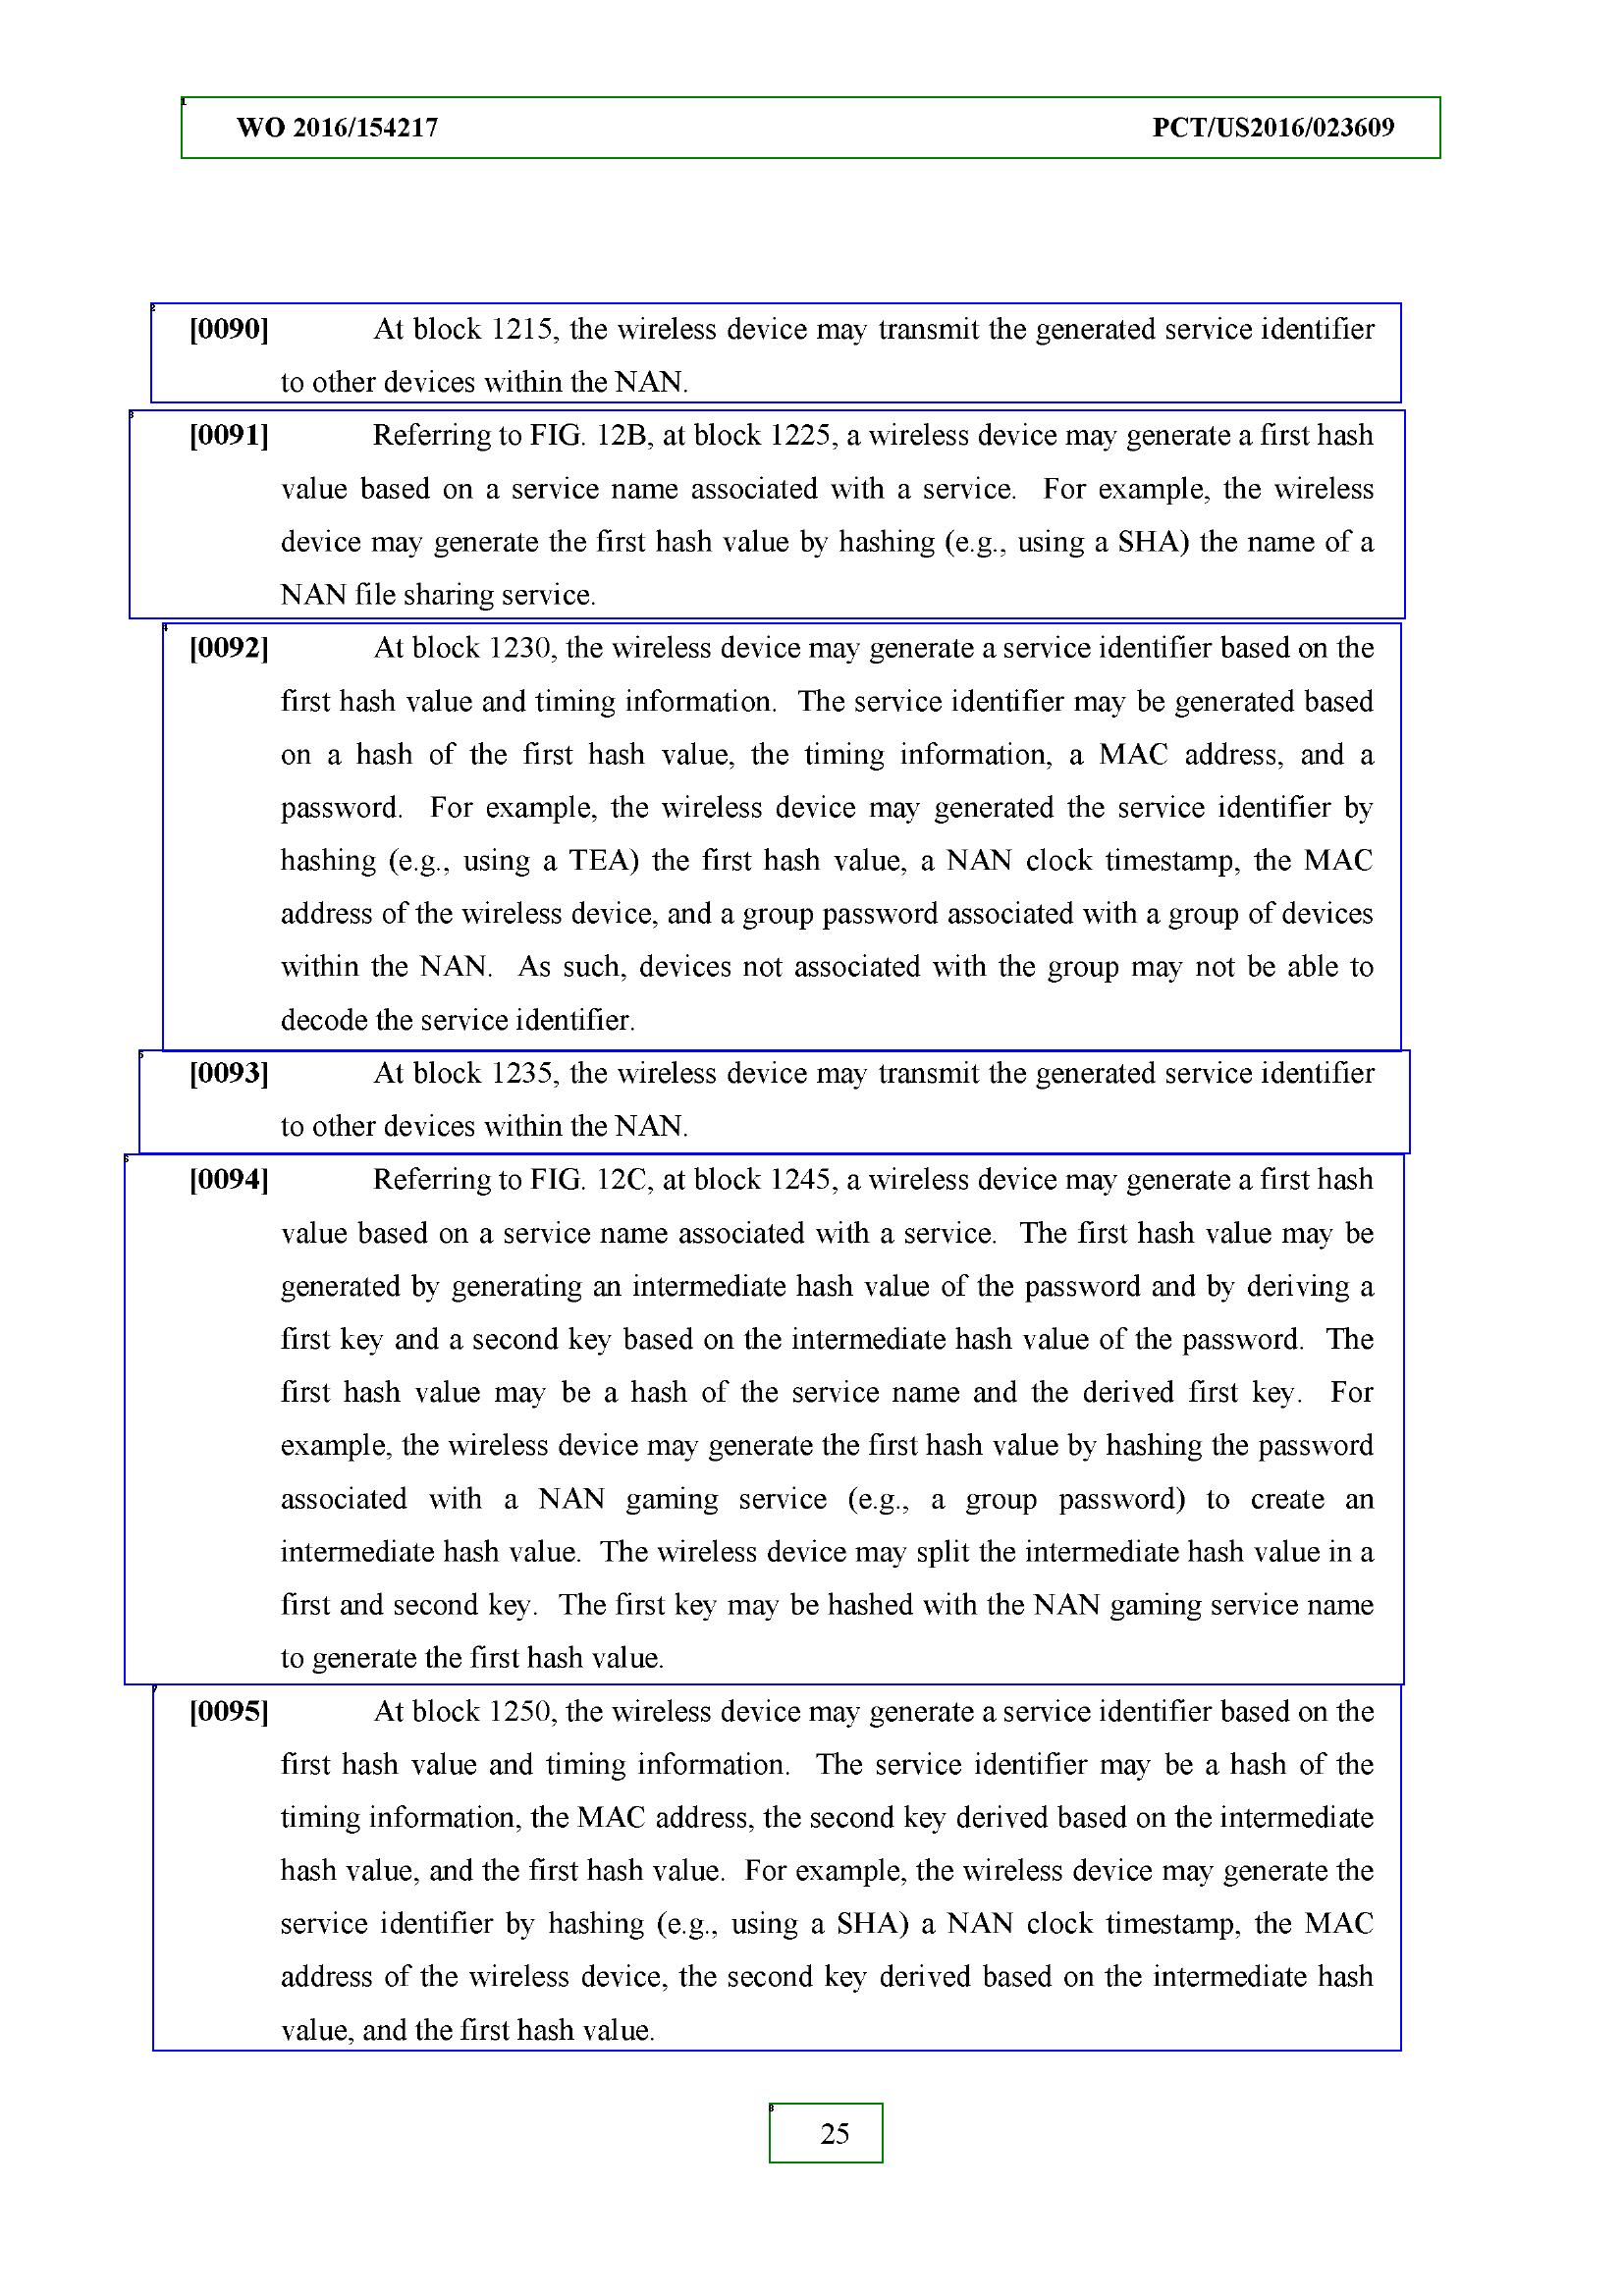 WO 2016/154217 PCT/US2016/023609
[0090] At block 1215, the wireless device may transmit the generated service identifier
to other devices within the NAN.
[0091] Referring to FIG. 12B, at block 1225, a wireless device may generate a first hash
value based on a service name associated with a service. For example, the wireless
device may generate the first hash value by hashing (e.g., using a SHA) the name of a
NAN file sharing service.
[0092] At block 1230, the wireless device may generate a service identifier based on the
first hash value and timing information. The service identifier may be generated based
on a hash of the first hash value, the timing information, a MAC address, and a
password. For example, the wireless device may generated the service identifier by
hashing (e.g., using a TEA) the first hash value, a NAN clock timestamp, the MAC
address of the wireless device, and a group password associated with a group of devices
within the NAN. As such, devices not associated with the group may not be able to
decode the service identifier.
[0093] At block 1235, the wireless device may transmit the generated service identifier
to other devices within the NAN.
[0094] Referring to FIG. 12C, at block 1245, a wireless device may generate a first hash
value based on a service name associated with a service. The first hash value may be
generated by generating an intermediate hash value of the password and by deriving a
first key and a second key based on the intermediate hash value of the password. The
first hash value may be a hash of the service name and the derived first key. For
example, the wireless device may generate the first hash value by hashing the password
associated with a NAN gaming service (e.g., a group password) to create an
intermediate hash value. The wireless device may split the intermediate hash value in a
first and second key. The first key may be hashed with the NAN gaming service name
to generate the first hash value.
[0095] At block 1250, the wireless device may generate a service identifier based on the
first hash value and timing information. The service identifier may be a hash of the
timing information, the MAC address, the second key derived based on the intermediate
hash value, and the first hash value. For example, the wireless device may generate the
service identifier by hashing (e.g., using a SHA) a NAN clock timestamp, the MAC
address of the wireless device, the second key derived based on the intermediate hash
value, and the first hash value.
25